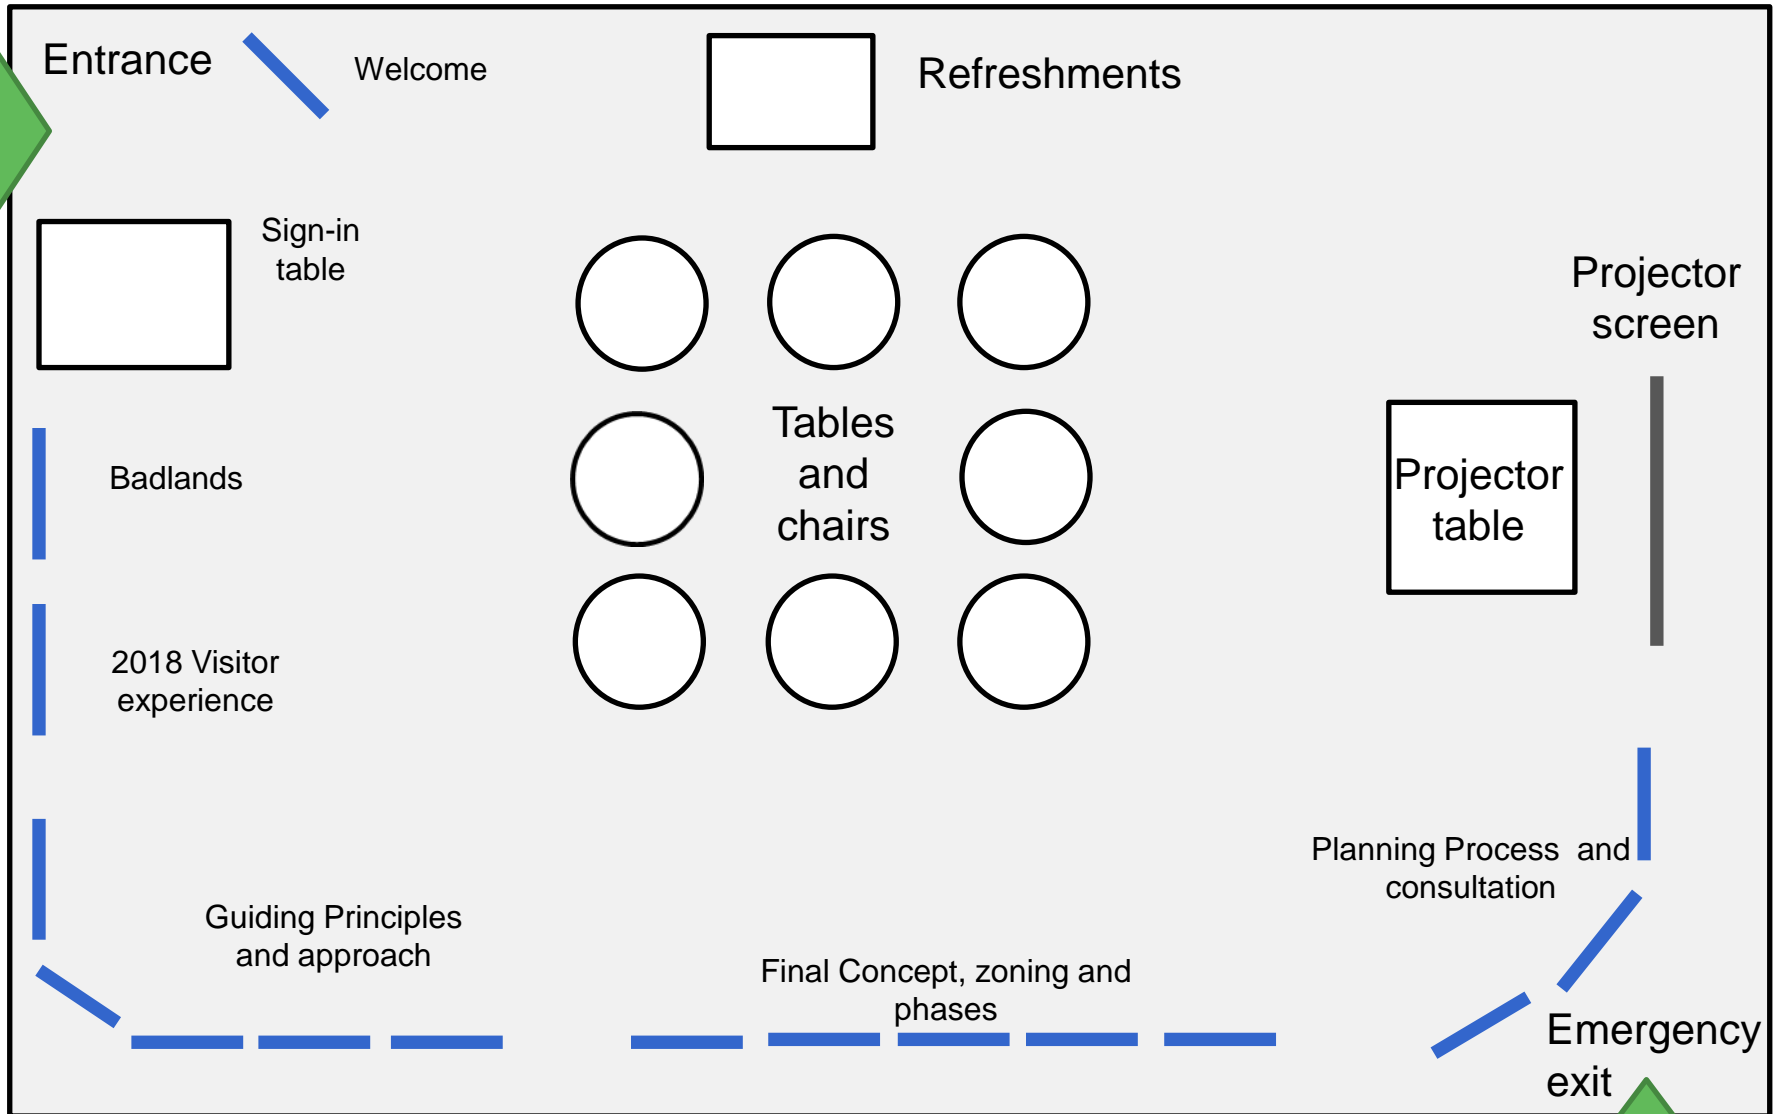 Entrance
Welcome
Refreshments
Sign-in
table
Projector
screen
Tables
and
chairs
Projector
table
Badlands
2018 Visitor
experience
Guiding Principles
and approach
Final Concept, zoning and
phases
Planning Process  and
consultation
Emergency
exit